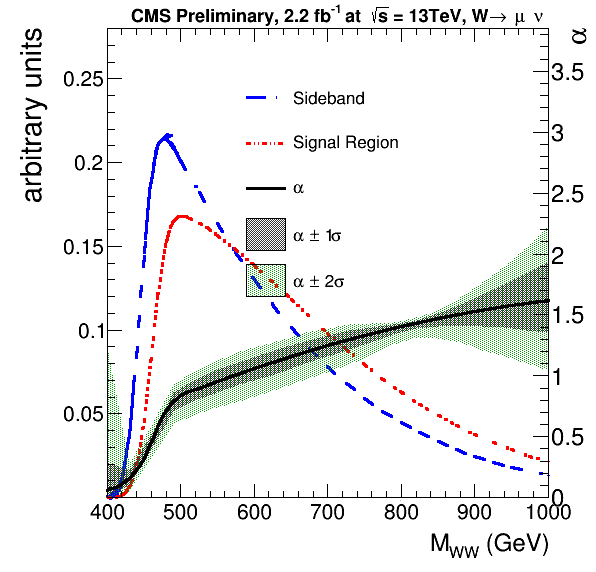 CMS Preliminary, 2.2 fb⁻¹ at √s = 13TeV, W→ μ ν
arbitrary units
α
0.25
0.2
0.15
0.1
0.05
3.5
3
2.5
2
1.5
1
0.5
0
Sideband
Signal Region
α
α ± 1σ
α ± 2σ
400 500 600 700 800 900 1000
M_WW (GeV)